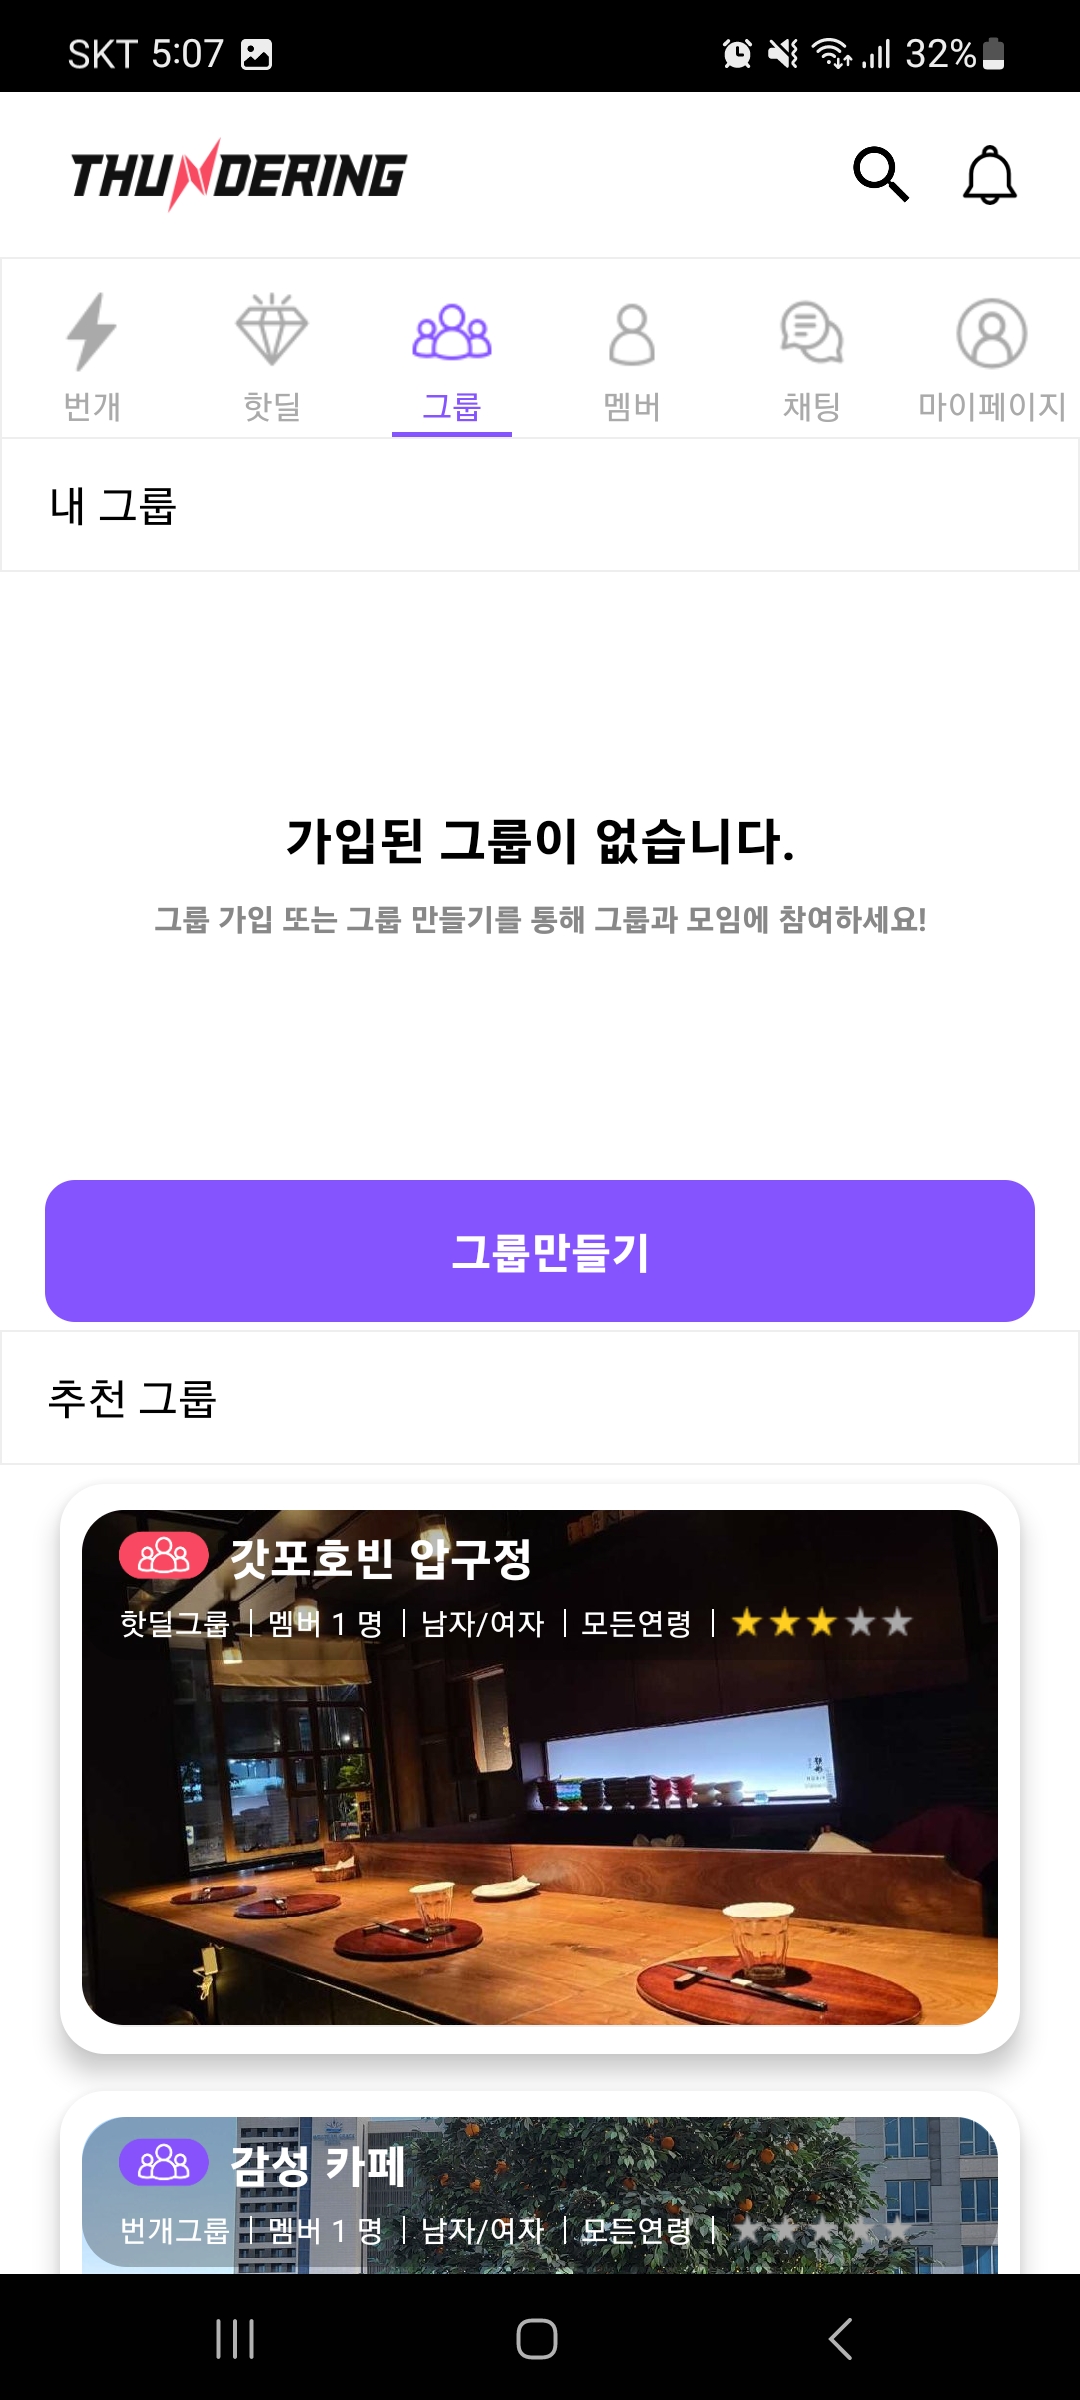 SKT 5:07 32%
THUNDERING
번개 핫딜 그룹 멤버 채팅 마이페이지
내 그룹
가입된 그룹이 없습니다.
그룹 가입 또는 그룹 만들기를 통해 그룹과 모임에 참여하세요!
그룹만들기
추천 그룹
갓포호빈 압구정
핫딜그룹 | 멤버 1 명 | 남자/여자 | 모든연령 |
감성 카페
번개그룹 | 멤버 1 명 | 남자/여자 | 모든연령 |